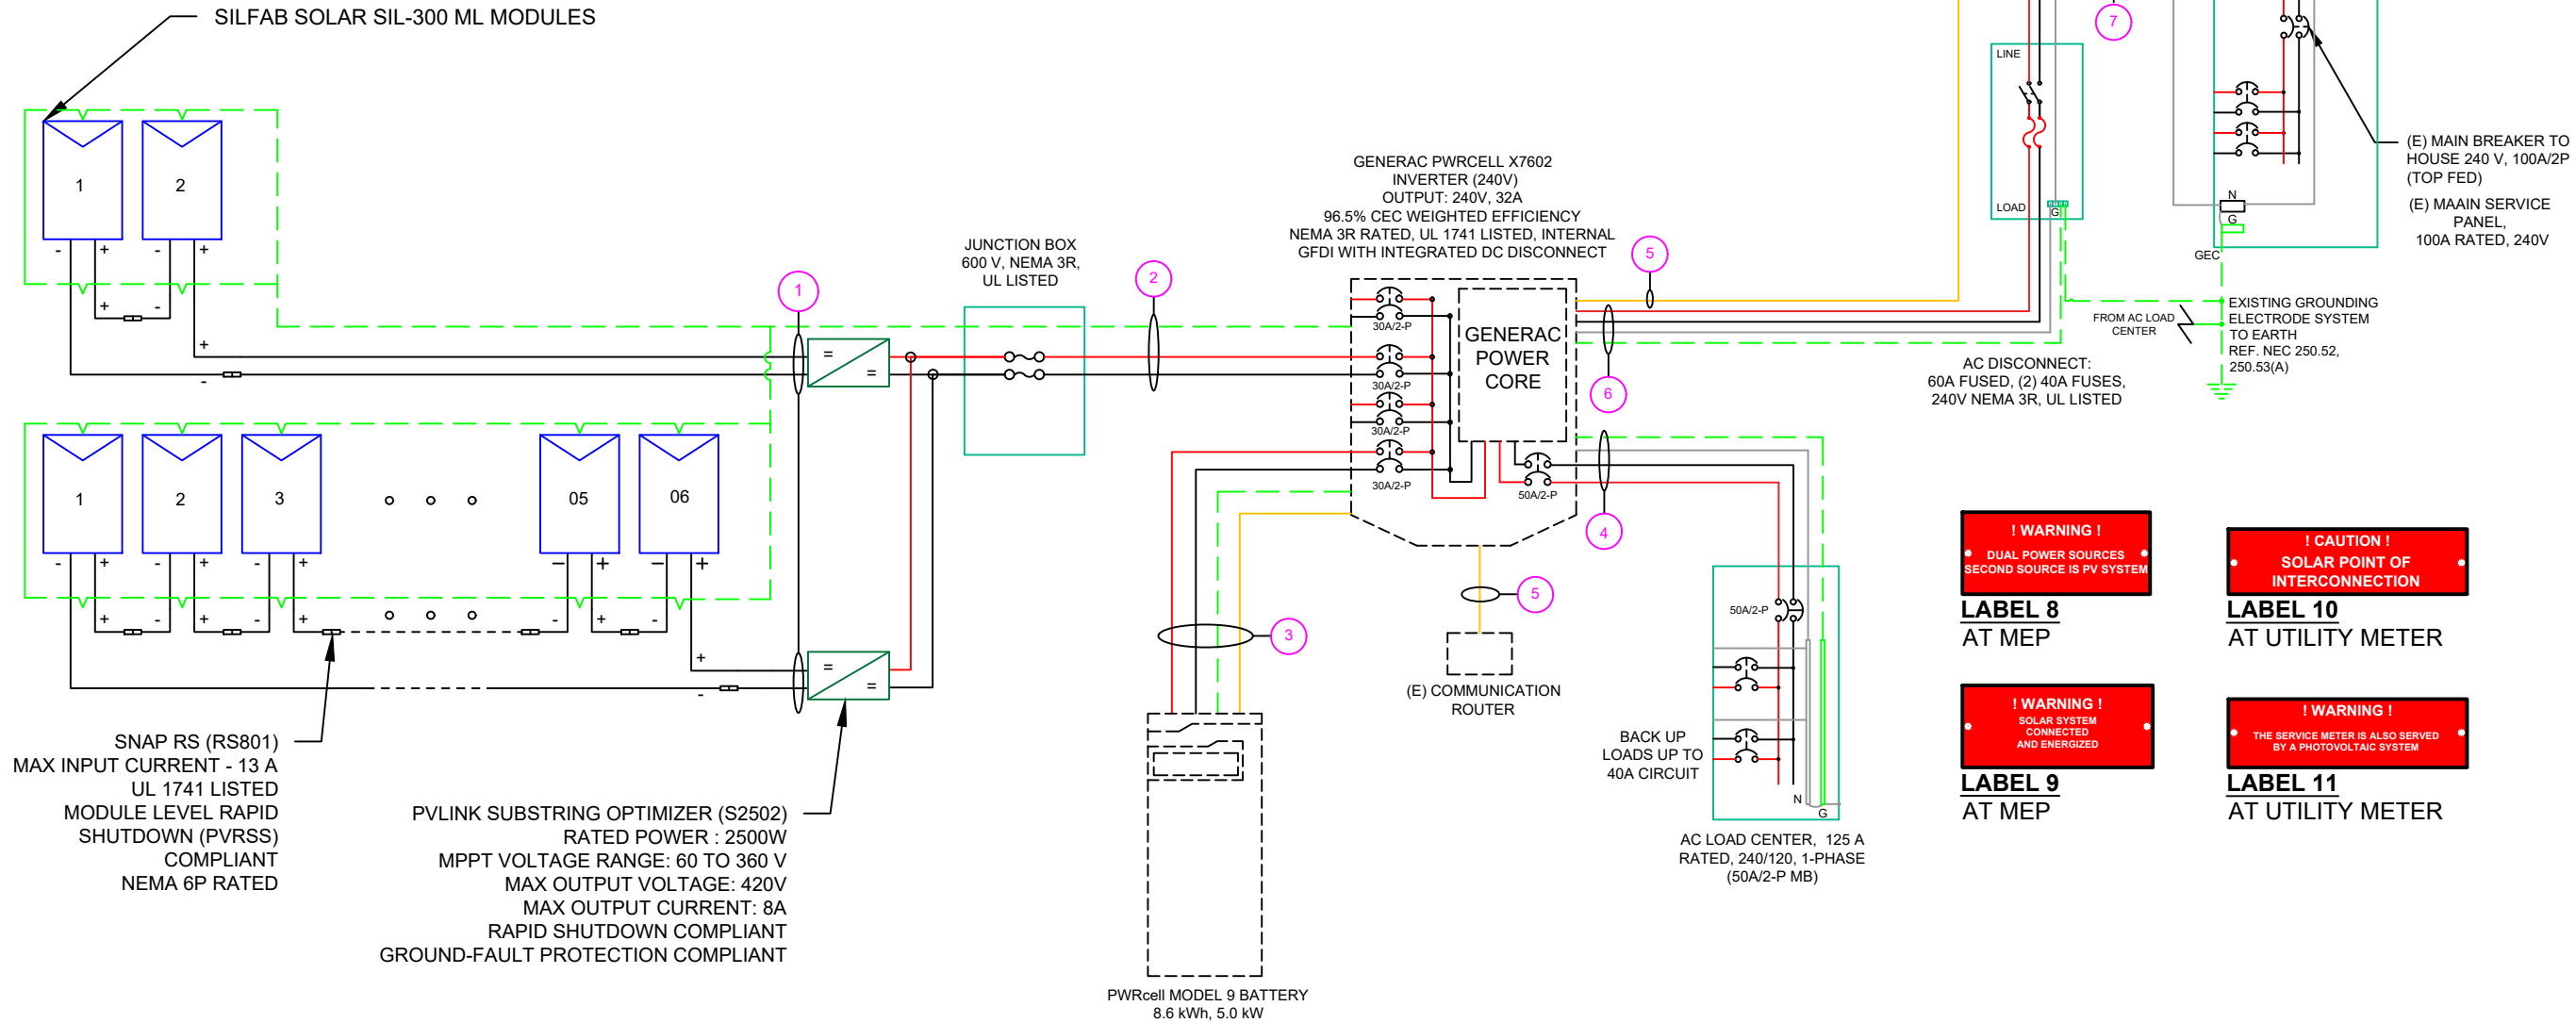 SILFAB SOLAR SIL-300 ML MODULES
1
2
- + - +
+ -
+
-
1
2
3
05
06
- + - + - + - + - +
+ - + - + - + -
+
-
SNAP RS (RS801)
MAX INPUT CURRENT - 13 A
UL 1741 LISTED
MODULE LEVEL RAPID
SHUTDOWN (PVRSS)
COMPLIANT
NEMA 6P RATED
PVLINK SUBSTRING OPTIMIZER (S2502)
RATED POWER : 2500W
MPPT VOLTAGE RANGE: 60 TO 360 V
MAX OUTPUT VOLTAGE: 420V
MAX OUTPUT CURRENT: 8A
RAPID SHUTDOWN COMPLIANT
GROUND-FAULT PROTECTION COMPLIANT
1
=
=
=
=
JUNCTION BOX
600 V, NEMA 3R,
UL LISTED
2
GENERAC PWRCELL X7602
INVERTER (240V)
OUTPUT: 240V, 32A
96.5% CEC WEIGHTED EFFICIENCY
NEMA 3R RATED, UL 1741 LISTED, INTERNAL
GFDI WITH INTEGRATED DC DISCONNECT
30A/2-P
30A/2-P
30A/2-P
30A/2-P
GENERAC
POWER
CORE
50A/2-P
5
6
4
5
3
(E) COMMUNICATION
ROUTER
PWRcell MODEL 9 BATTERY
8.6 kWh, 5.0 kW
50A/2-P
BACK UP
LOADS UP TO
40A CIRCUIT
N
G
AC LOAD CENTER, 125 A
RATED, 240/120, 1-PHASE
(50A/2-P MB)
7
LINE
LOAD
G
AC DISCONNECT:
60A FUSED, (2) 40A FUSES,
240V NEMA 3R, UL LISTED
(E) MAIN BREAKER TO
HOUSE 240 V, 100A/2P
(TOP FED)
(E) MAAIN SERVICE
PANEL,
100A RATED, 240V
N
G
GEC
FROM AC LOAD
CENTER
EXISTING GROUNDING
ELECTRODE SYSTEM
TO EARTH
REF. NEC 250.52,
250.53(A)
! WARNING !
DUAL POWER SOURCES
SECOND SOURCE IS PV SYSTEM
LABEL 8
AT MEP
! CAUTION !
SOLAR POINT OF
INTERCONNECTION
LABEL 10
AT UTILITY METER
! WARNING !
SOLAR SYSTEM
CONNECTED
AND ENERGIZED
LABEL 9
AT MEP
! WARNING !
THE SERVICE METER IS ALSO SERVED
BY A PHOTOVOLTAIC SYSTEM
LABEL 11
AT UTILITY METER